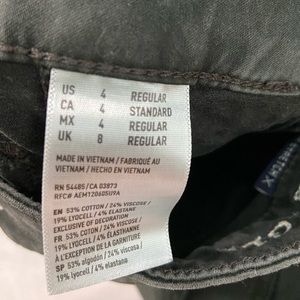 US 4 REGULAR
CA 4 STANDARD
MX 4 REGULAR
UK 8 REGULAR
MADE IN VIETNAM / FABRIQUÉ AU
VIETNAM / HECHO EN VIETNAM
RN 54485/CA 03873
RFC# AEM120605U9A
EN 53% COTTON / 24% VISCOSE /
19% LYOCELL / 4% ELASTANE
EXCLUSIVE OF DECORATION
FR 53% COTON / 24% VISCOSE /
19% LYOCELL / 4% ÉLASTHANNE
À L'EXCEPTION DE LA GARNITURE
SP 53% algodón / 24% viscosa /
19% lyocell / 4% elastano